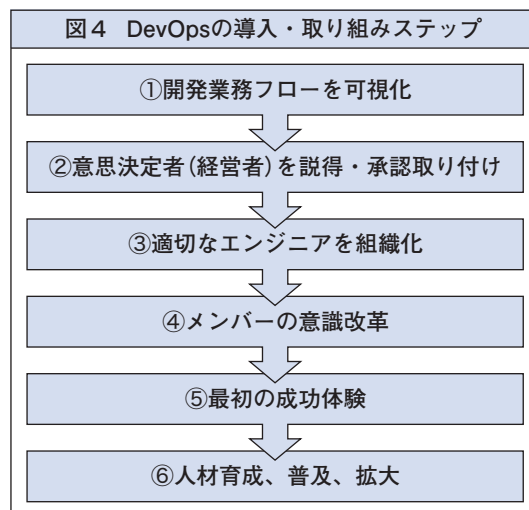 図4 DevOpsの導入・取り組みステップ
①開発業務フローを可視化
②意思決定者(経営者)を説得・承認取り付け
③適切なエンジニアを組織化
④メンバーの意識改革
⑤最初の成功体験
⑥人材育成、普及、拡大